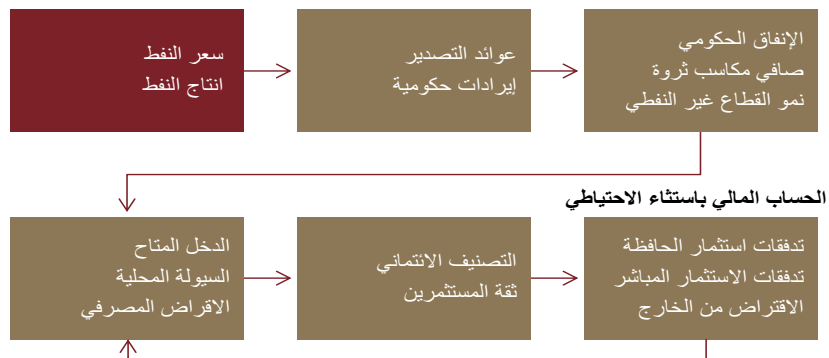 سعر النفط
انتاج النفط
عوائد التصدير
إيرادات حكومية
الإنفاق الحكومي
صافي مكاسب ثروة
نمو القطاع غير النفطي
الحساب المالي باستثناء الاحتياطي
الدخل المتاح
السيولة المحلية
الاقراض المصرفي
التصنيف الائتماني
ثقة المستثمرين
تدفقات استثمار الحافظة
تدفقات الاستثمار المباشر
الاقتراض من الخارج